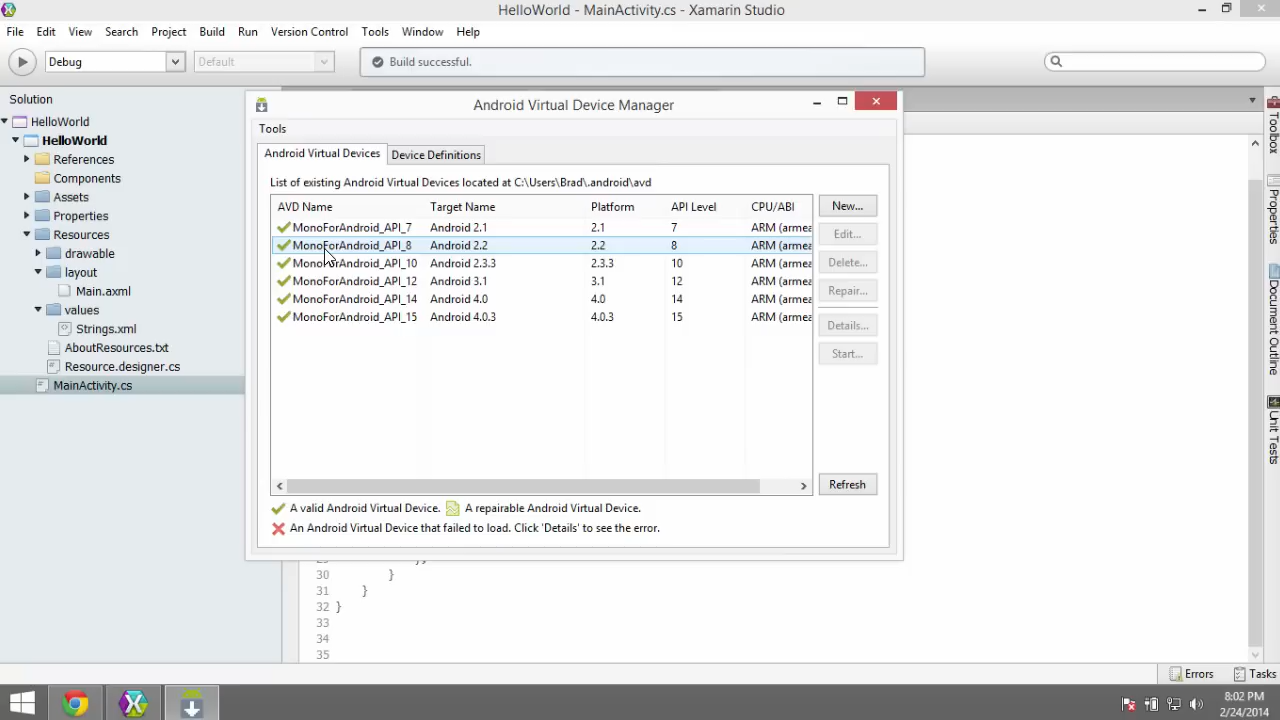 HelloWorld - MainActivity.cs - Xamarin Studio
File Edit View Search Project Build Run Version Control Tools Window Help
Debug Default Build successful.
Solution
HelloWorld
HelloWorld
References
Components
Assets
Properties
Resources
drawable
layout
Main.axml
values
Strings.xml
AboutResources.txt
Resource.designer.cs
MainActivity.cs
Android Virtual Device Manager
Tools
Android Virtual Devices Device Definitions
List of existing Android Virtual Devices located at C:\Users\Brad\.android\avd
AVD Name Target Name Platform API Level CPU/ABI
MonoForAndroid_API_7 Android 2.1 2.1 7 ARM (armea
MonoForAndroid_API_8 Android 2.2 2.2 8 ARM (armea
MonoForAndroid_API_10 Android 2.3.3 2.3.3 10 ARM (armea
MonoForAndroid_API_12 Android 3.1 3.1 12 ARM (armea
MonoForAndroid_API_14 Android 4.0 4.0 14 ARM (armea
MonoForAndroid_API_15 Android 4.0.3 4.0.3 15 ARM (armea
New...
Edit...
Delete...
Repair...
Details...
Start...
Refresh
A valid Android Virtual Device. A repairable Android Virtual Device.
An Android Virtual Device that failed to load. Click 'Details' to see the error.
30 }
31 }
32 }
33
34
35
Toolbox
Properties
Document Outline
Unit Tests
Errors Tasks
8:02 PM
2/24/2014